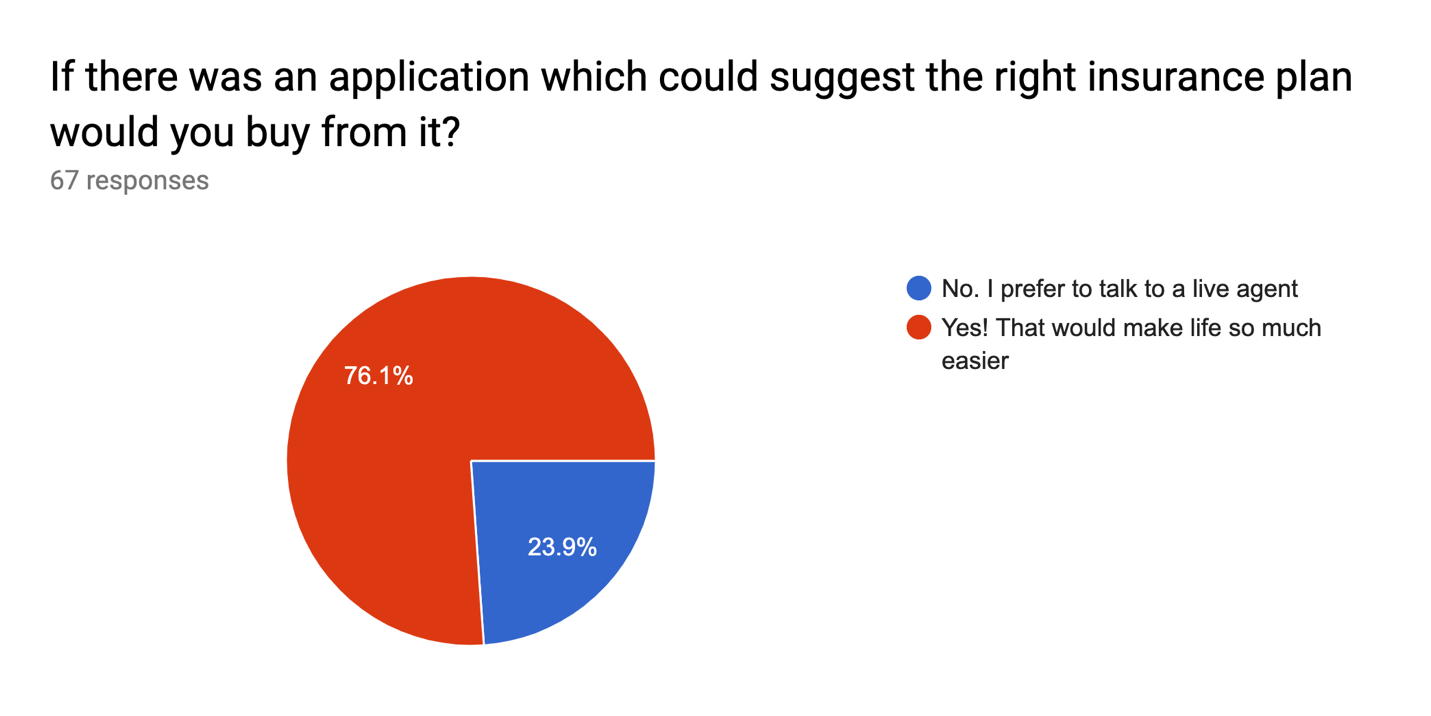 If there was an application which could suggest the right insurance plan
would you buy from it?
67 responses
No. I prefer to talk to a live agent
Yes! That would make life so much
easier
76.1%
23.9%